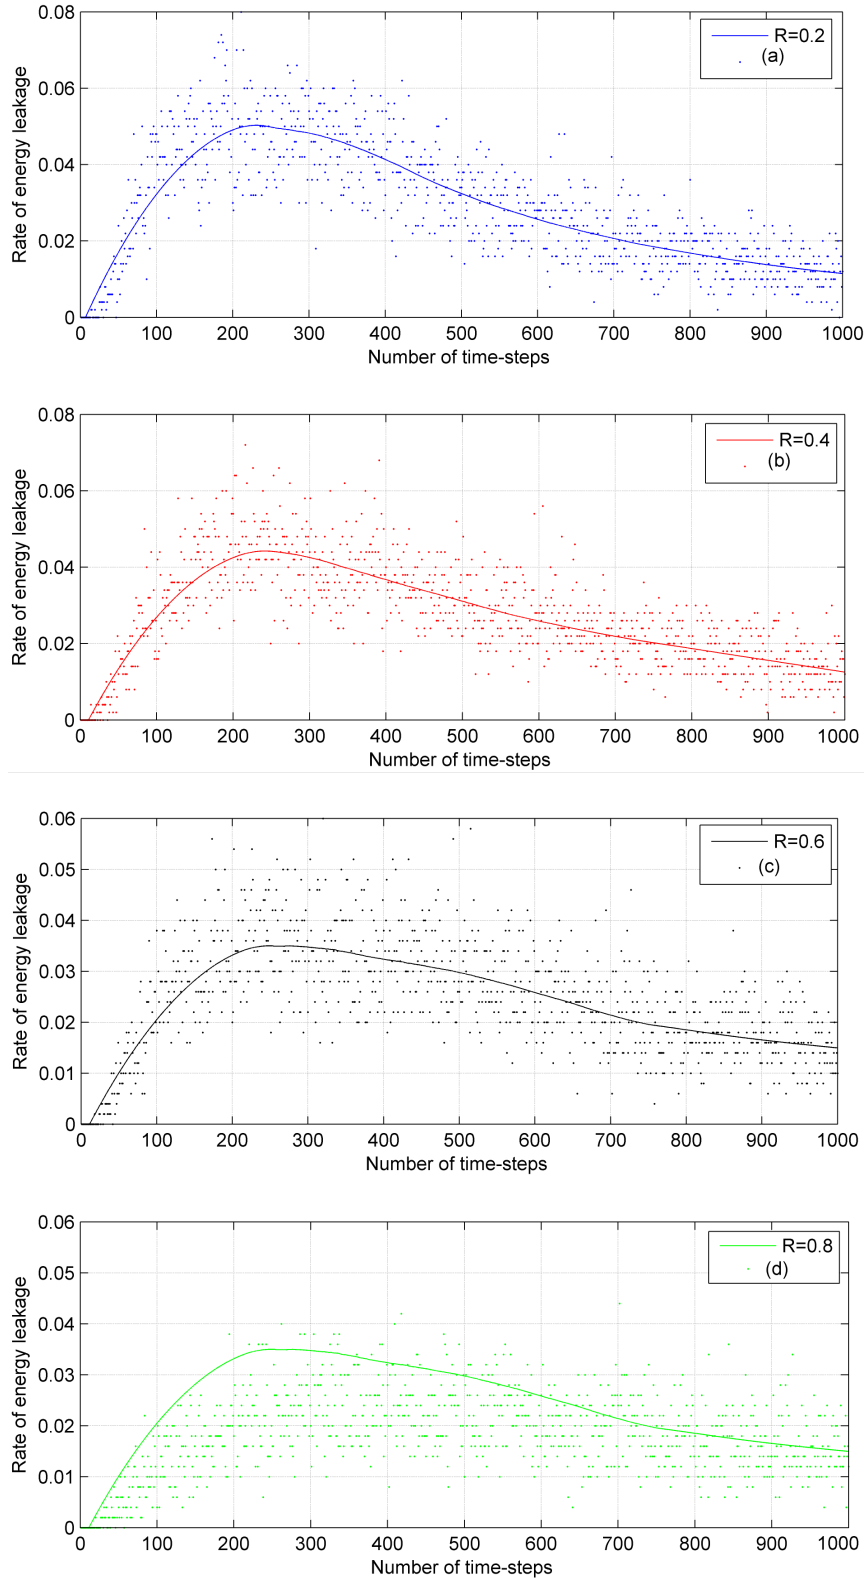 0.08
0.06
0.04
0.02
0
Rate of energy leakage
R=0.2
(a)
0 100 200 300 400 500 600 700 800 900 1000
Number of time-steps
0.08
0.06
0.04
0.02
0
Rate of energy leakage
R=0.4
(b)
0 100 200 300 400 500 600 700 800 900 1000
Number of time-steps
0.06
0.05
0.04
0.03
0.02
0.01
0
Rate of energy leakage
R=0.6
(c)
0 100 200 300 400 500 600 700 800 900 1000
Number of time-steps
0.06
0.05
0.04
0.03
0.02
0.01
0
Rate of energy leakage
R=0.8
(d)
0 100 200 300 400 500 600 700 800 900 1000
Number of time-steps